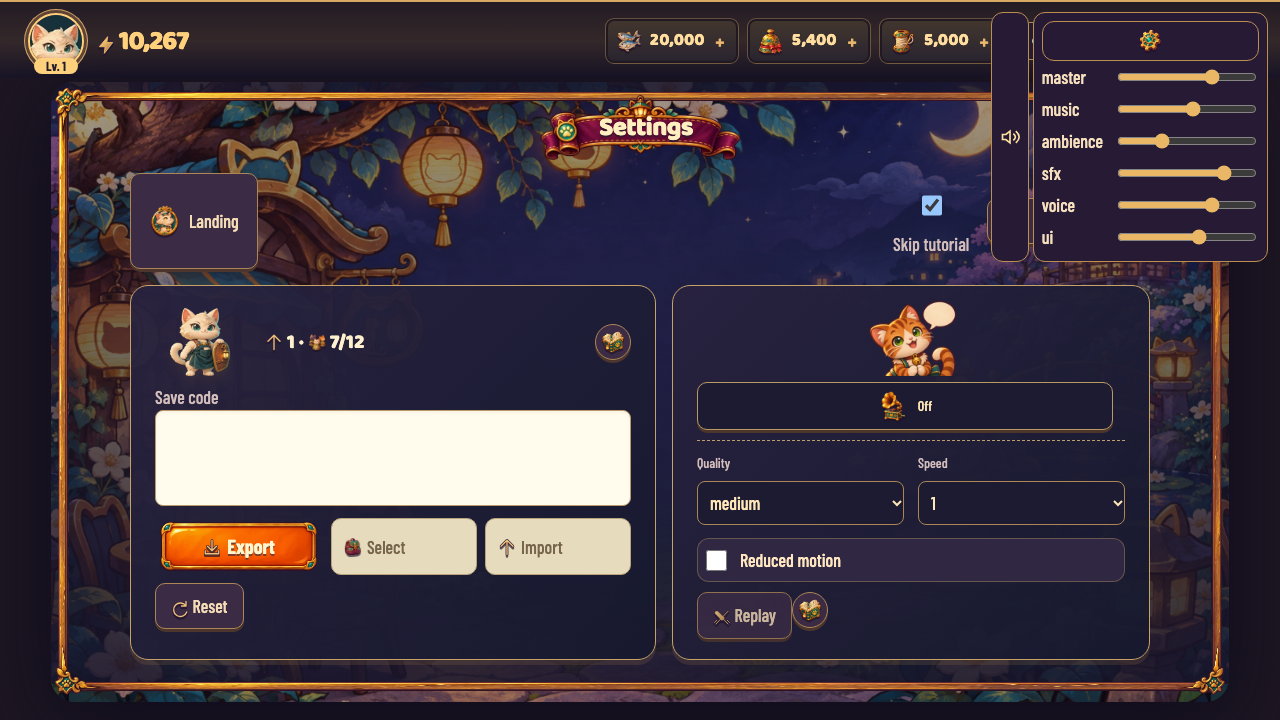 Lv. 1
10,267
20,000 +
5,400 +
5,000 +
Settings
master
music
ambience
sfx
voice
ui
Landing
Skip tutorial
1 • 7/12
Save code
Export
Select
Import
Reset
Off
Quality
Speed
medium
1
Reduced motion
Replay